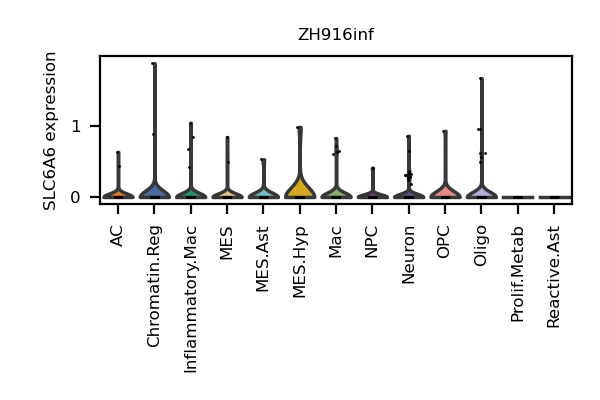 ZH916inf
SLC6A6 expression
1
0
AC
Chromatin.Reg
Inflammatory.Mac
MES
MES.Ast
MES.Hyp
Mac
NPC
Neuron
OPC
Oligo
Prolif.Metab
Reactive.Ast